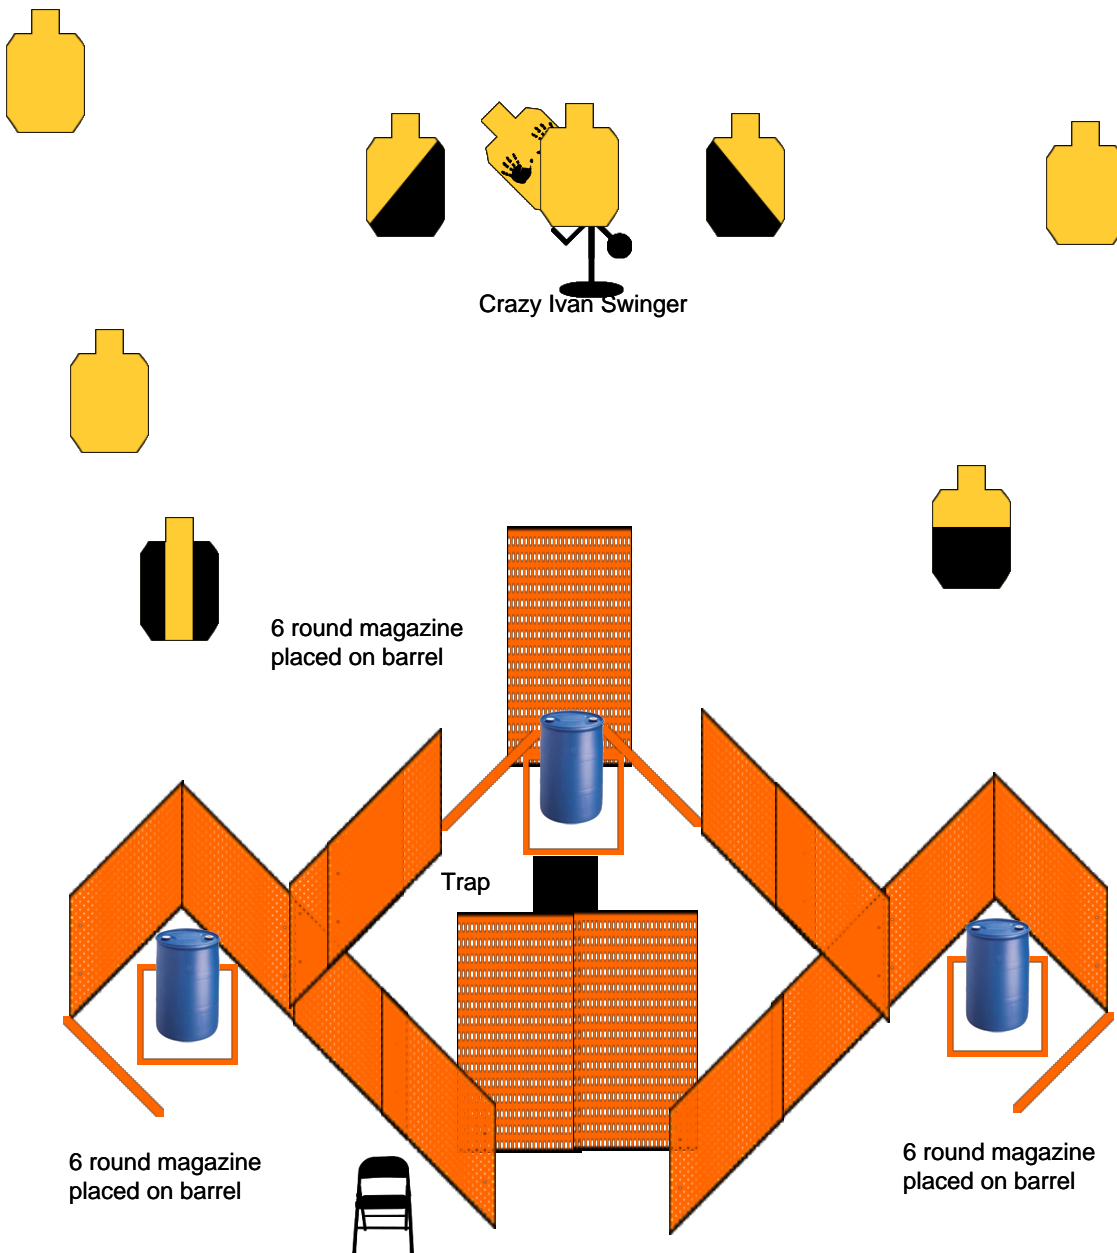 Crazy Ivan Swinger
6 round magazine
placed on barrel
Trap
6 round magazine
placed on barrel
6 round magazine
placed on barrel